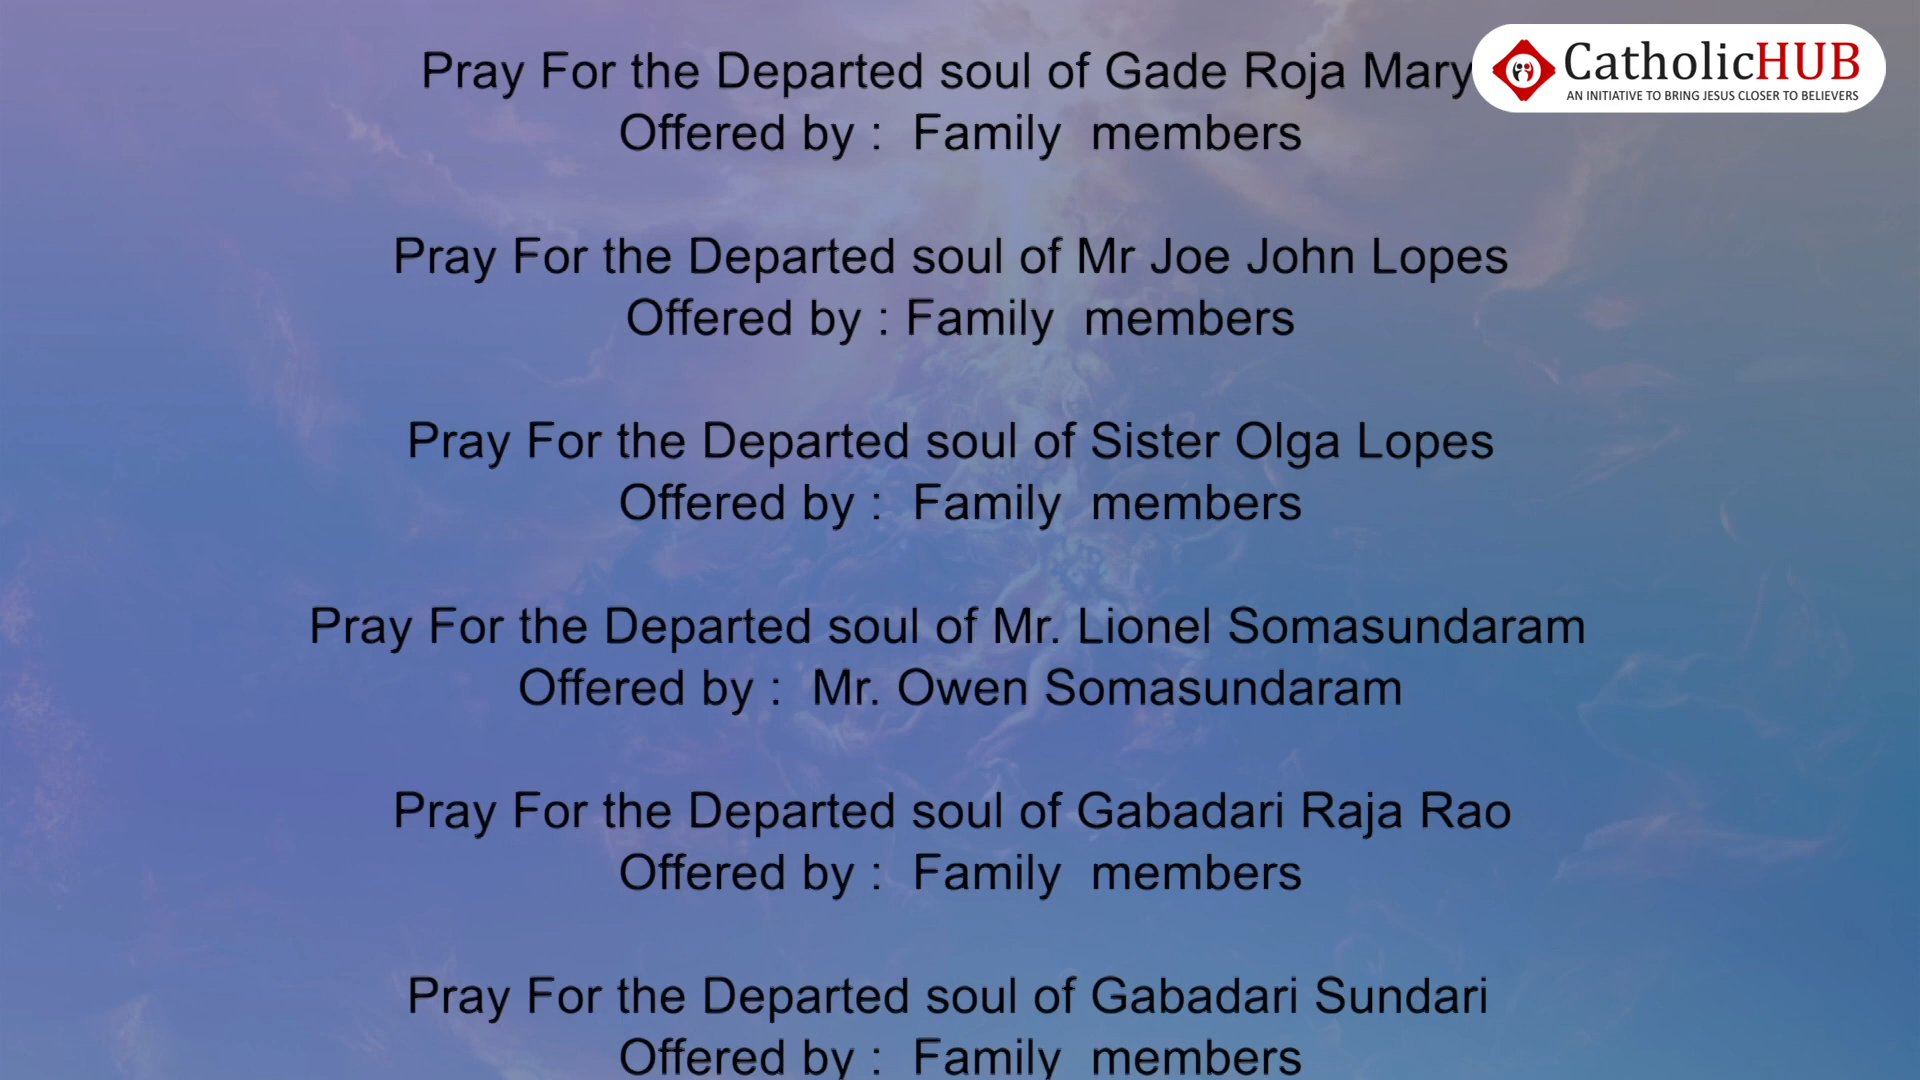 Pray For the Departed soul of Gade Roja Mary
Offered by : Family members
CatholicHUB
AN INITIATIVE TO BRING JESUS CLOSER TO BELIEVERS
Pray For the Departed soul of Mr Joe John Lopes
Offered by : Family members
Pray For the Departed soul of Sister Olga Lopes
Offered by : Family members
Pray For the Departed soul of Mr. Lionel Somasundaram
Offered by : Mr. Owen Somasundaram
Pray For the Departed soul of Gabadari Raja Rao
Offered by : Family members
Pray For the Departed soul of Gabadari Sundari
Offered by : Family members